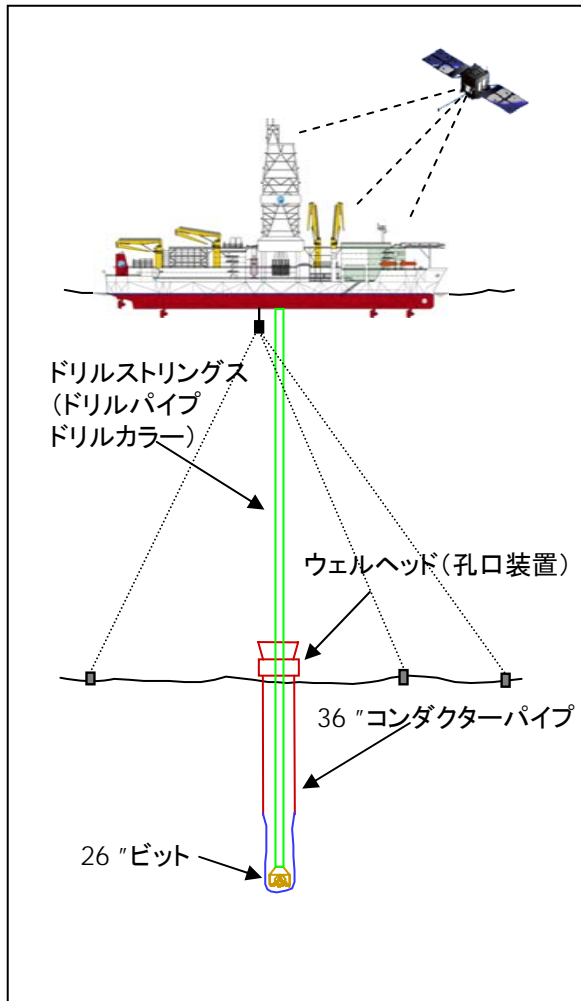 ドリルストリングス
（ドリルパイプ
ドリルカラー）
ウェルヘッド（孔口装置）
36 "コンダクターパイプ
26 "ビット